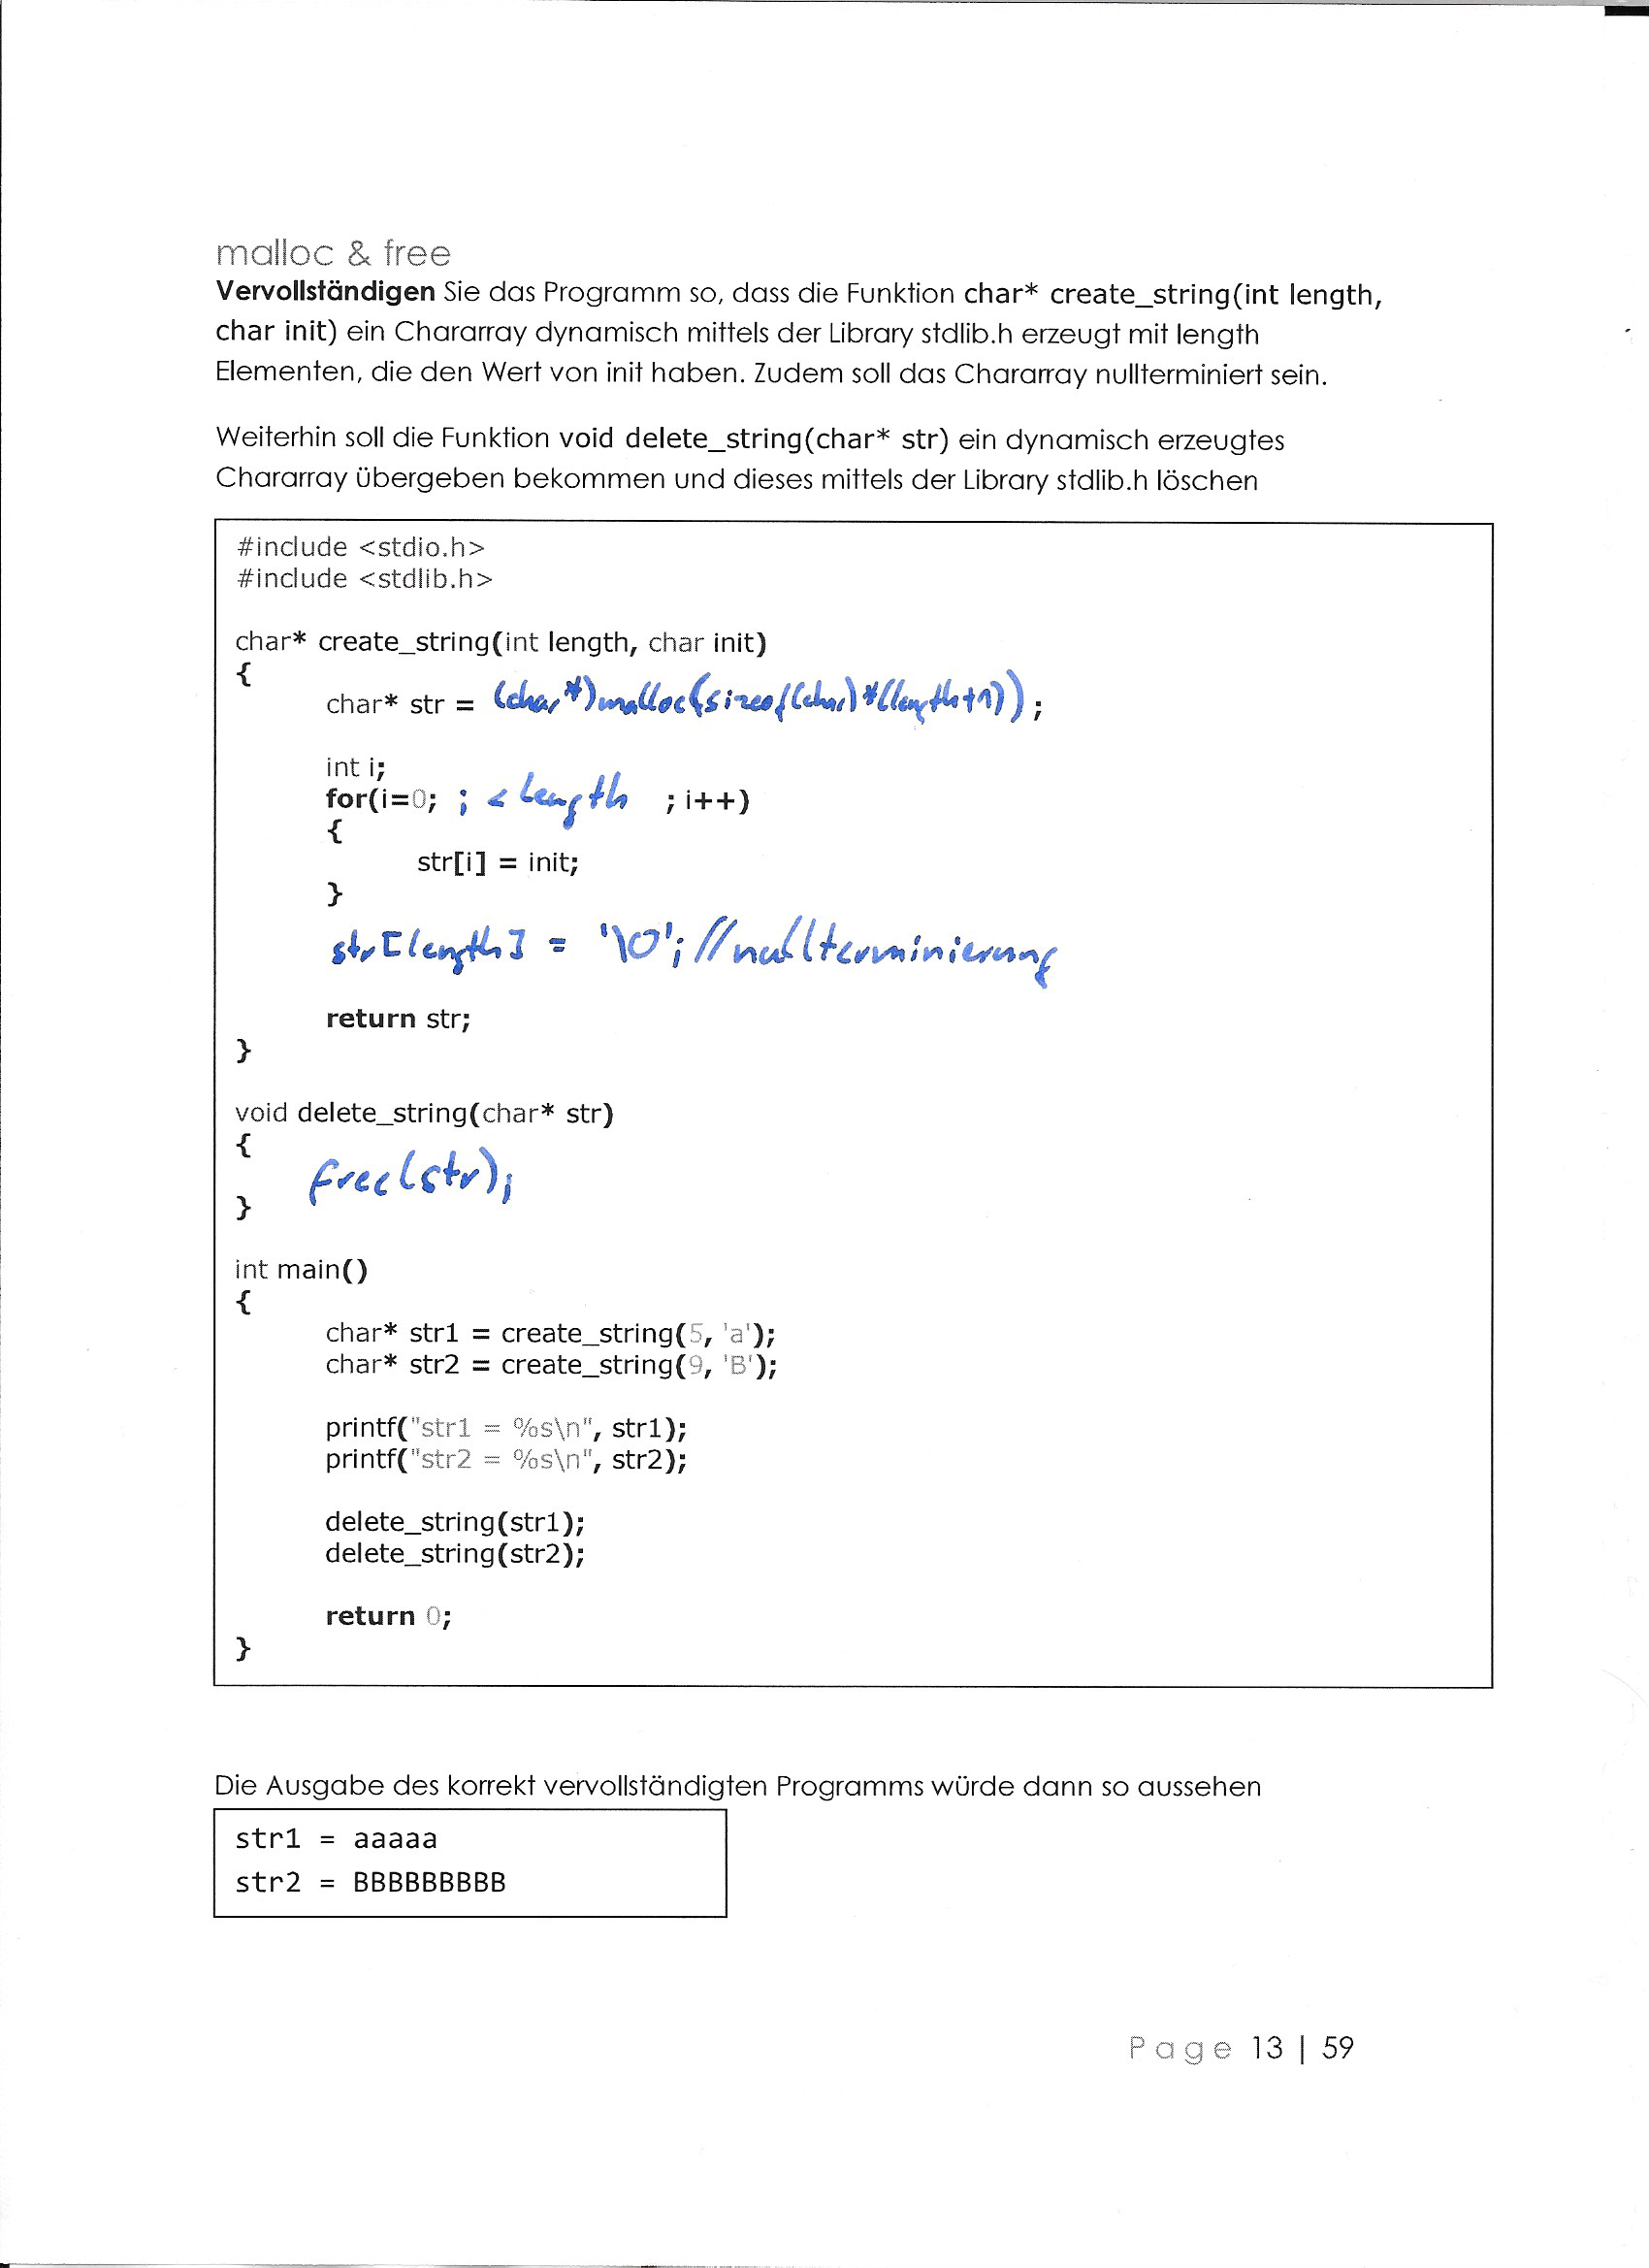 malloc & free
Vervollständigen Sie das Programm so, dass die Funktion char* create_string(int length,
char init) ein Chararray dynamisch mittels der Library stdlib.h erzeugt mit length
Elementen, die den Wert von init haben. Zudem soll das Chararray nullterminiert sein.
Weiterhin soll die Funktion void delete_string(char* str) ein dynamisch erzeugtes
Chararray übergeben bekommen und dieses mittels der Library stdlib.h löschen
#include <stdio.h>
#include <stdlib.h>
char* create_string(int length, char init)
{
char* str = (char*)malloc(sizeof(char)*(length+1));
int i;
for(i=0; ; < length ; i++)
{
str[i] = init;
}
str[length] = '\0'; //nullterminierung
return str;
}
void delete_string(char* str)
{
free(str);
}
int main()
{
char* str1 = create_string(5, 'a');
char* str2 = create_string(9, 'B');
printf("str1 = %s\n", str1);
printf("str2 = %s\n", str2);
delete_string(str1);
delete_string(str2);
return 0;
}
Die Ausgabe des korrekt vervollständigten Programms würde dann so aussehen
str1 = aaaaa
str2 = BBBBBBBBB
Page 13 | 59